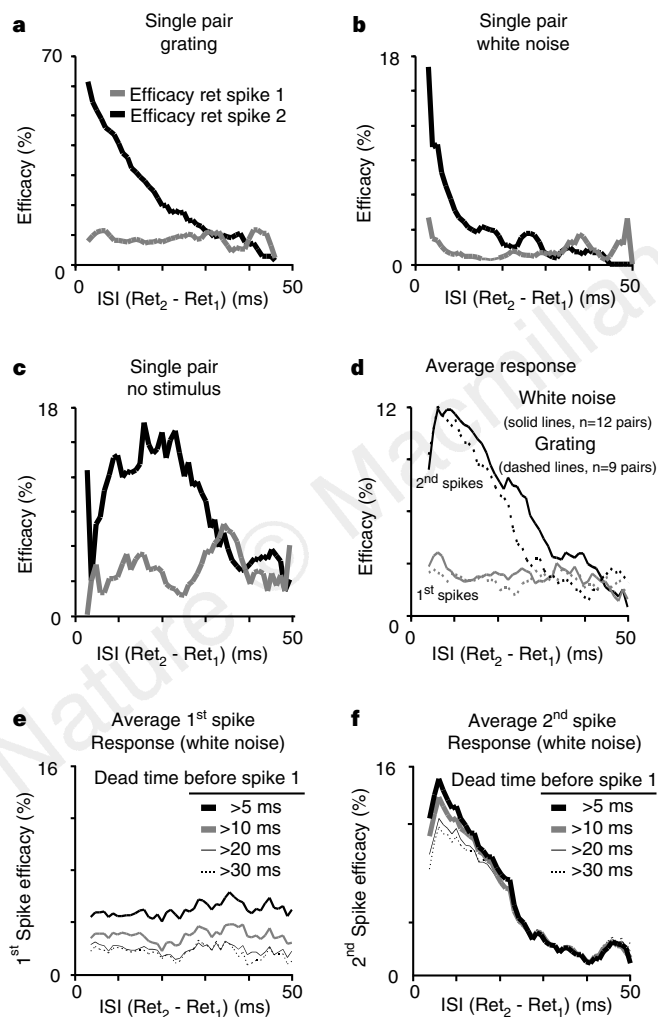 a
Single pair
grating
70
Efficacy ret spike 1
Efficacy ret spike 2
Efficacy (%)
0
0
50
ISI (Ret2 - Ret1) (ms)
b
Single pair
white noise
18
Efficacy (%)
0
0
50
ISI (Ret2 - Ret1) (ms)
c
Single pair
no stimulus
18
Efficacy (%)
0
0
50
ISI (Ret2 - Ret1) (ms)
d
Average response
12
White noise
(solid lines, n=12 pairs)
Grating
(dashed lines, n=9 pairs)
2nd spikes
1st spikes
Efficacy (%)
0
0
50
ISI (Ret2 - Ret1) (ms)
e
Average 1st spike
Response (white noise)
16
Dead time before spike 1
>5 ms
>10 ms
>20 ms
>30 ms
1st Spike efficacy (%)
0
0
50
ISI (Ret2 - Ret1) (ms)
f
Average 2nd spike
Response (white noise)
16
Dead time before spike 1
>5 ms
>10 ms
>20 ms
>30 ms
2nd Spike efficacy (%)
0
0
50
ISI (Ret2 - Ret1) (ms)
Nature © Macmillan